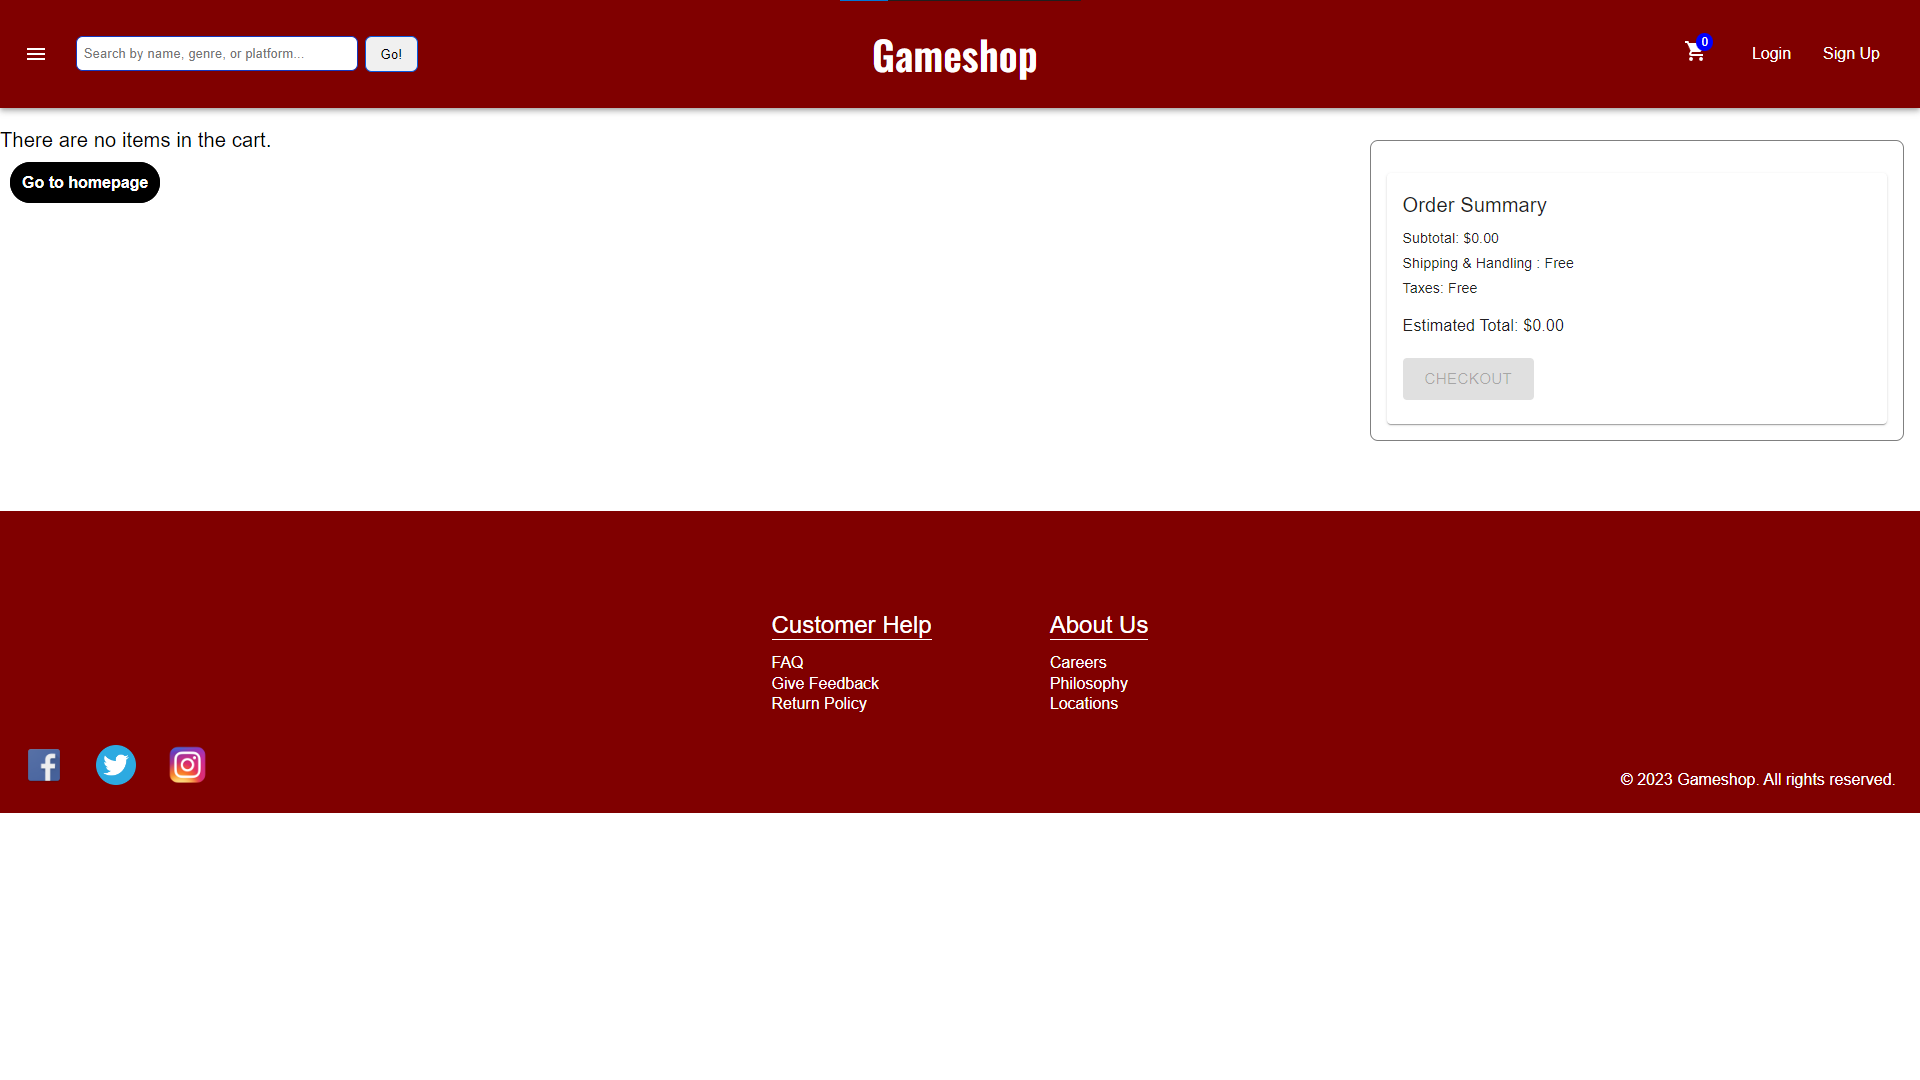 Search by name, genre, or platform...
Go!
Gameshop
0
Login
Sign Up
There are no items in the cart.
Go to homepage
Order Summary
Subtotal: $0.00
Shipping & Handling : Free
Taxes: Free
Estimated Total: $0.00
CHECKOUT
Customer Help
FAQ
Give Feedback
Return Policy
About Us
Careers
Philosophy
Locations
© 2023 Gameshop. All rights reserved.